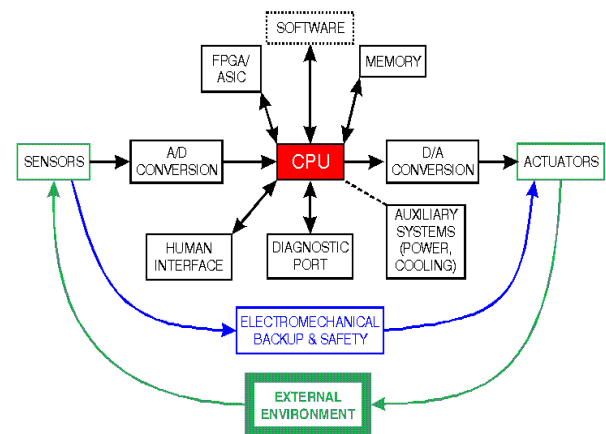 SOFTWARE
FPGA/
ASIC
MEMORY
SENSORS
A/D
CONVERSION
CPU
D/A
CONVERSION
ACTUATORS
HUMAN
INTERFACE
DIAGNOSTIC
PORT
AUXILIARY
SYSTEMS
(POWER,
COOLING)
ELECTROMECHANICAL
BACKUP & SAFETY
EXTERNAL
ENVIRONMENT